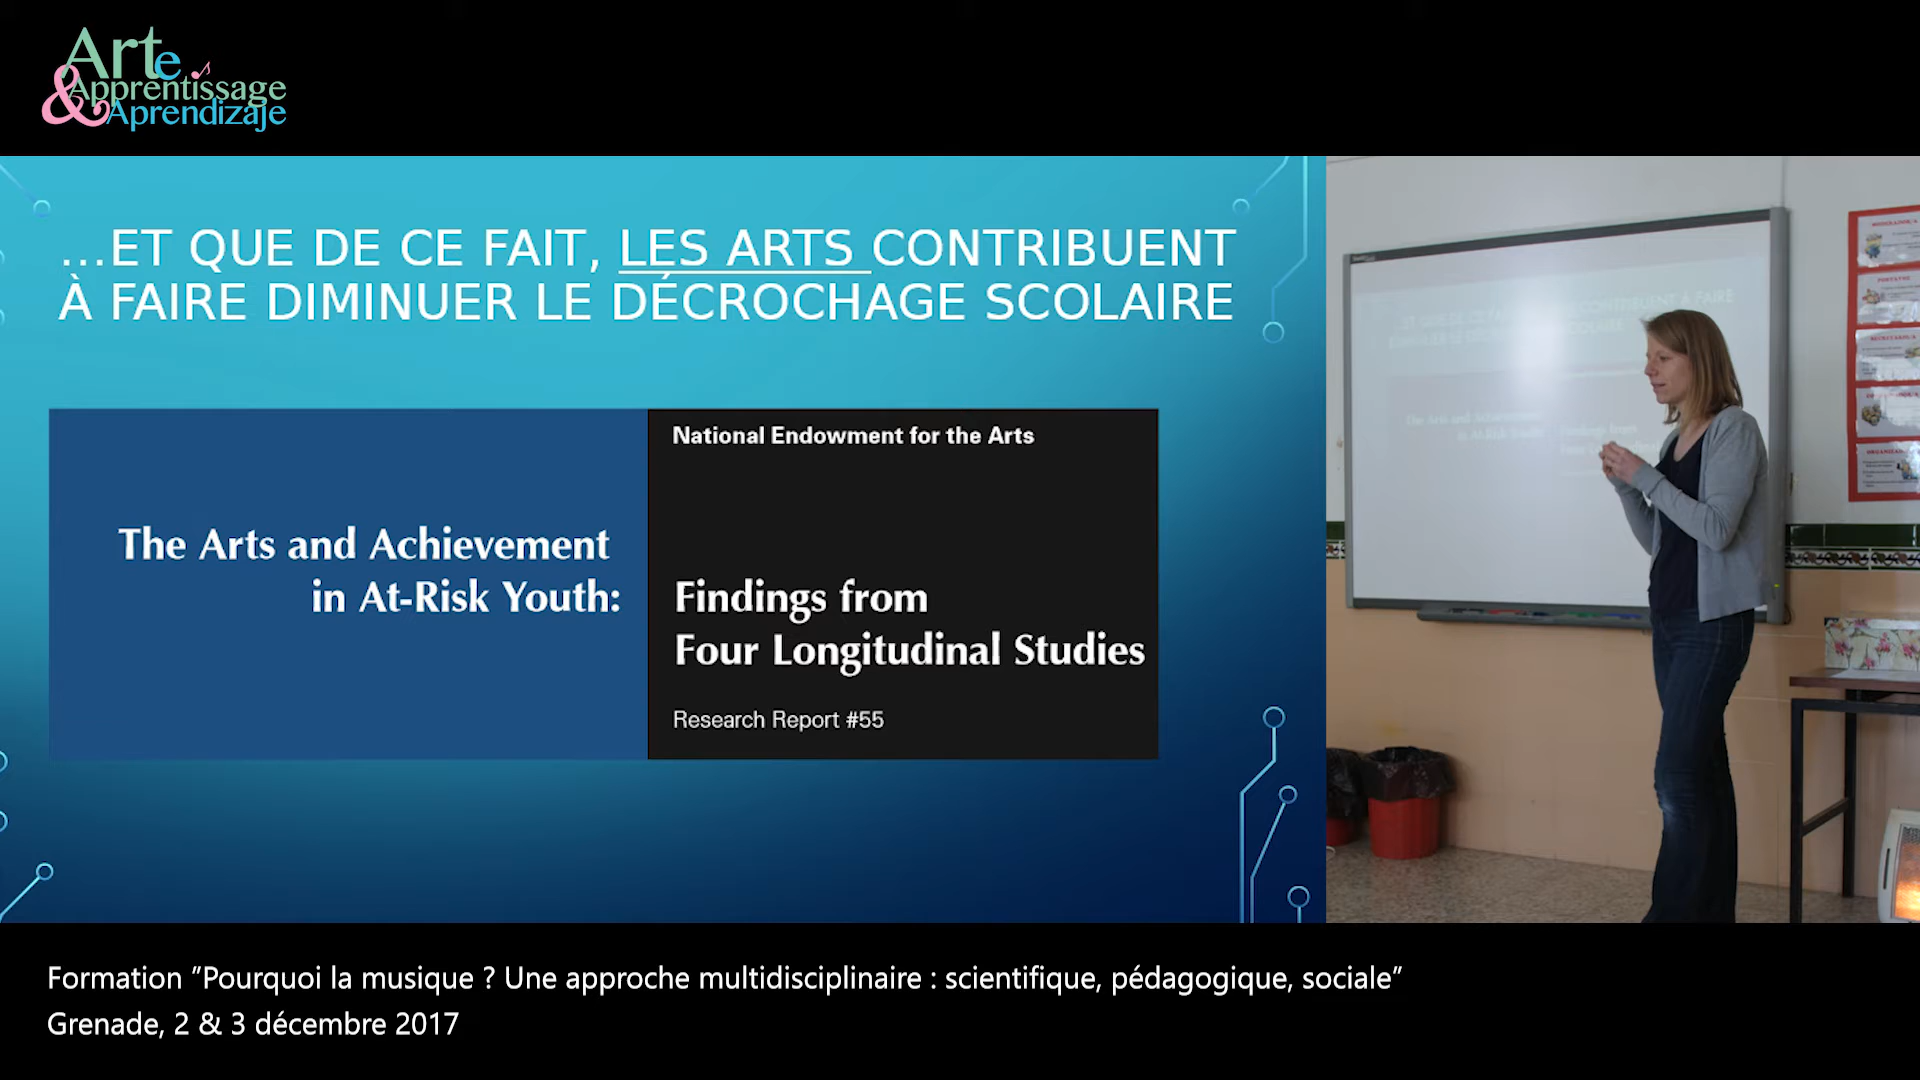 Arte
& Apprentissage
Aprendizaje
...ET QUE DE CE FAIT, LES ARTS CONTRIBUENT
À FAIRE DIMINUER LE DÉCROCHAGE SCOLAIRE
National Endowment for the Arts
The Arts and Achievement
in At-Risk Youth:
Findings from
Four Longitudinal Studies
Research Report #55
Formation "Pourquoi la musique ? Une approche multidisciplinaire : scientifique, pédagogique, sociale"
Grenade, 2 & 3 décembre 2017